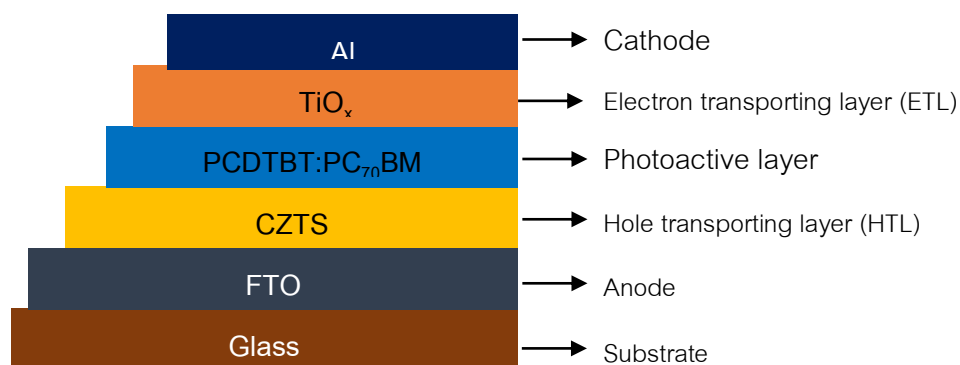 Al
Cathode
TiOₓ
Electron transporting layer (ETL)
PCDTBT:PC₇₀BM
Photoactive layer
CZTS
Hole transporting layer (HTL)
FTO
Anode
Glass
Substrate